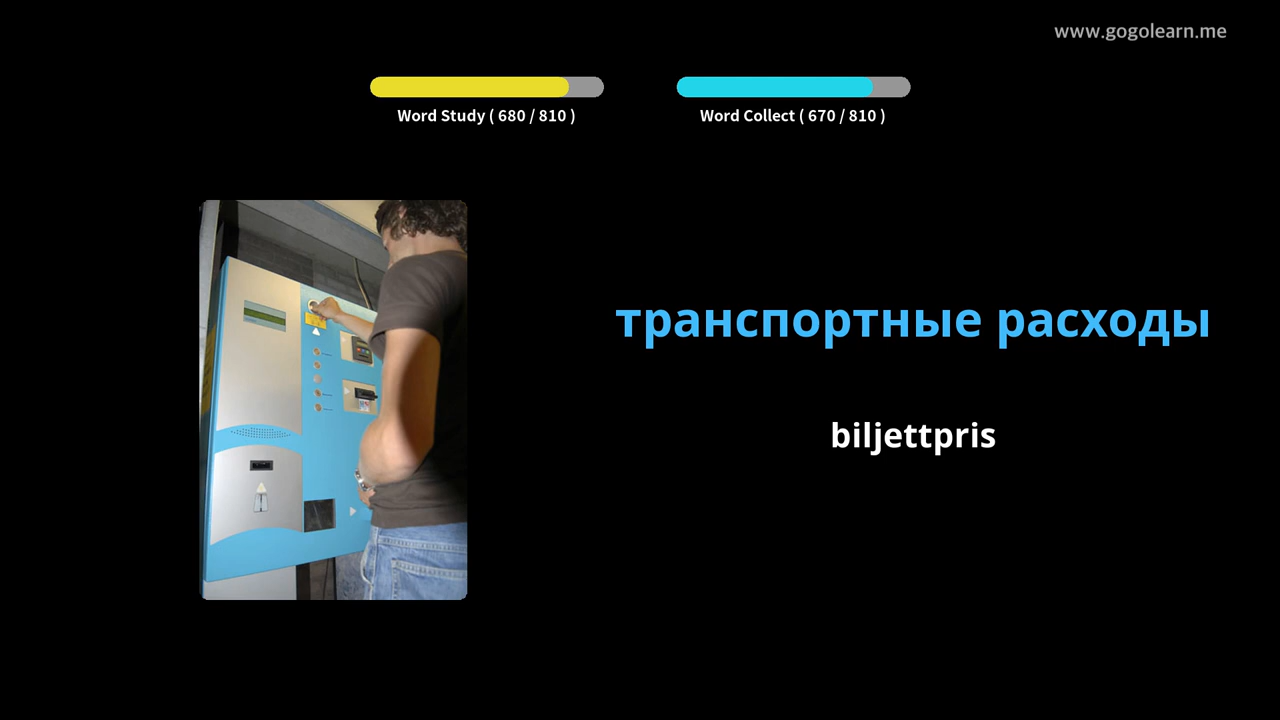 www.gogolearn.me
Word Study ( 680 / 810 )
Word Collect ( 670 / 810 )
транспортные расходы
biljettpris